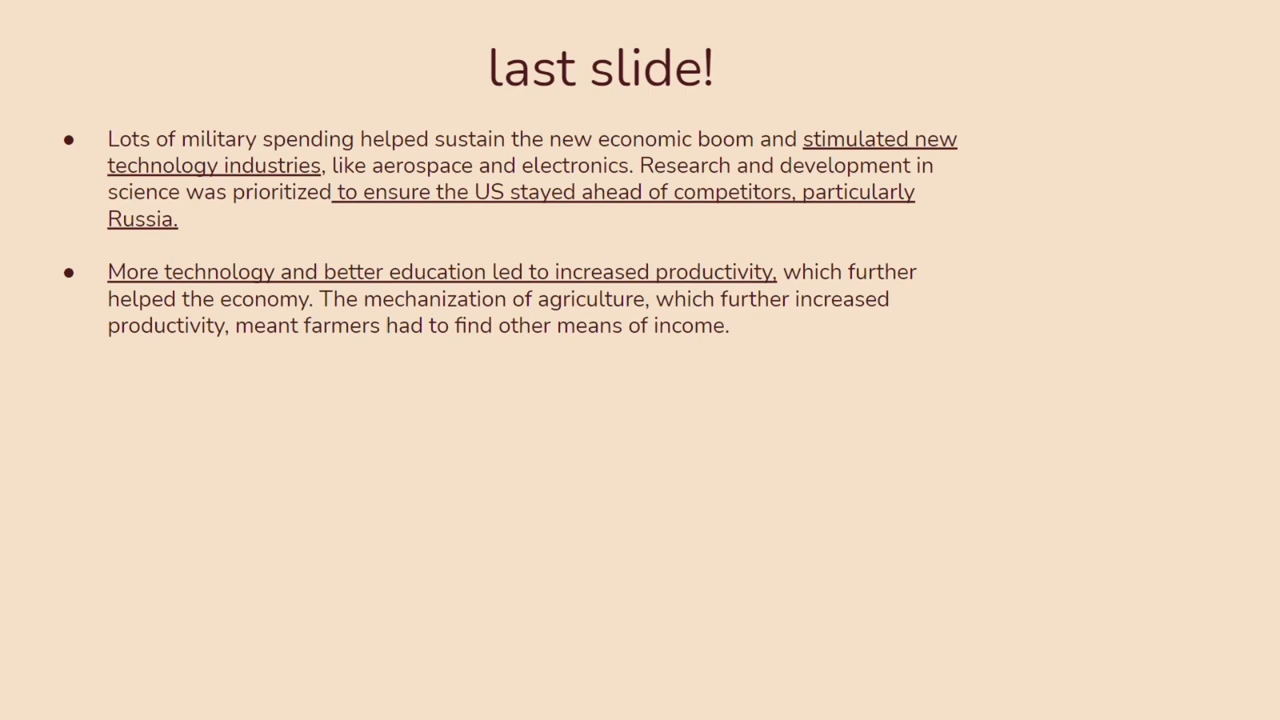 last slide!
● Lots of military spending helped sustain the new economic boom and stimulated new
technology industries, like aerospace and electronics. Research and development in
science was prioritized to ensure the US stayed ahead of competitors, particularly
Russia.
● More technology and better education led to increased productivity, which further
helped the economy. The mechanization of agriculture, which further increased
productivity, meant farmers had to find other means of income.